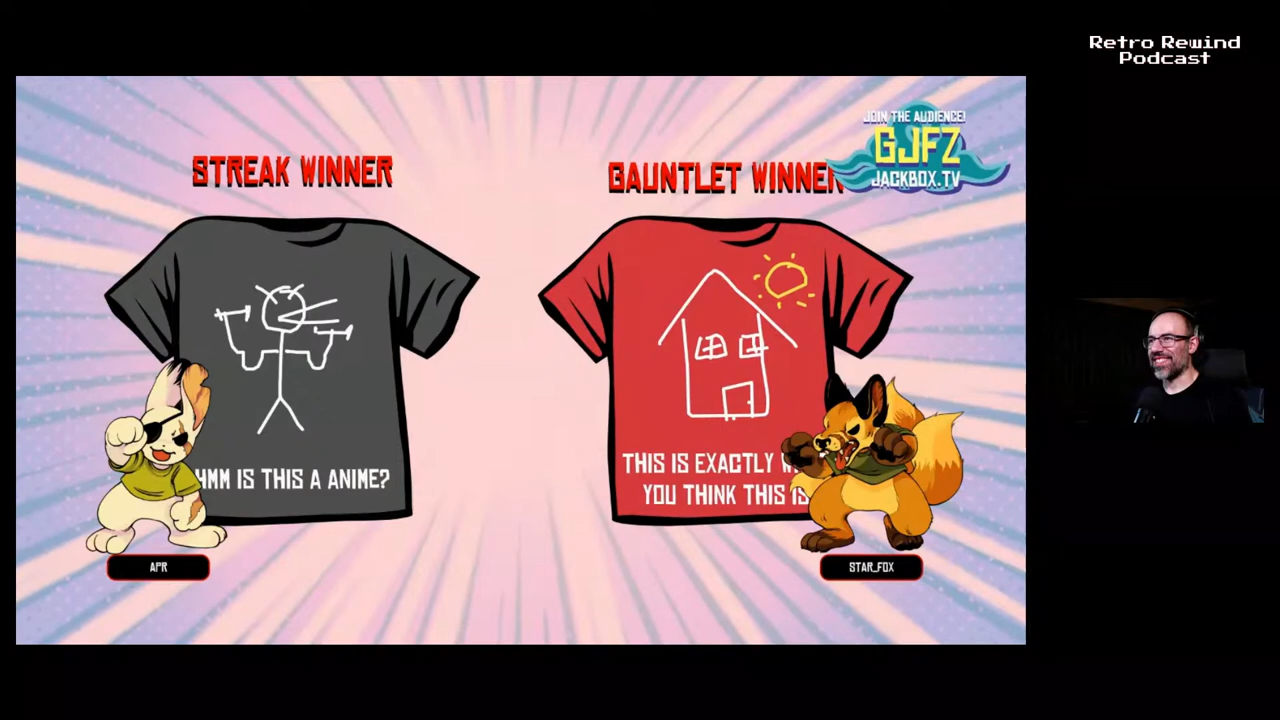 Retro Rewind
Podcast
JOIN THE AUDIENCE!
GJFZ
JACKBOX.TV
STREAK WINNER
GAUNTLET WINNER
HMM IS THIS A ANIME?
THIS IS EXACTLY
YOU THINK THIS IS
APR
STAR_FOX